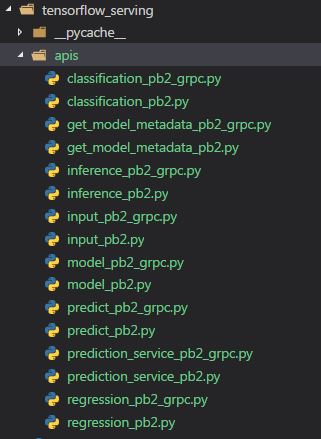 tensorflow_serving
__pycache__
apis
classification_pb2_grpc.py
classification_pb2.py
get_model_metadata_pb2_grpc.py
get_model_metadata_pb2.py
inference_pb2_grpc.py
inference_pb2.py
input_pb2_grpc.py
input_pb2.py
model_pb2_grpc.py
model_pb2.py
predict_pb2_grpc.py
predict_pb2.py
prediction_service_pb2_grpc.py
prediction_service_pb2.py
regression_pb2_grpc.py
regression_pb2.py